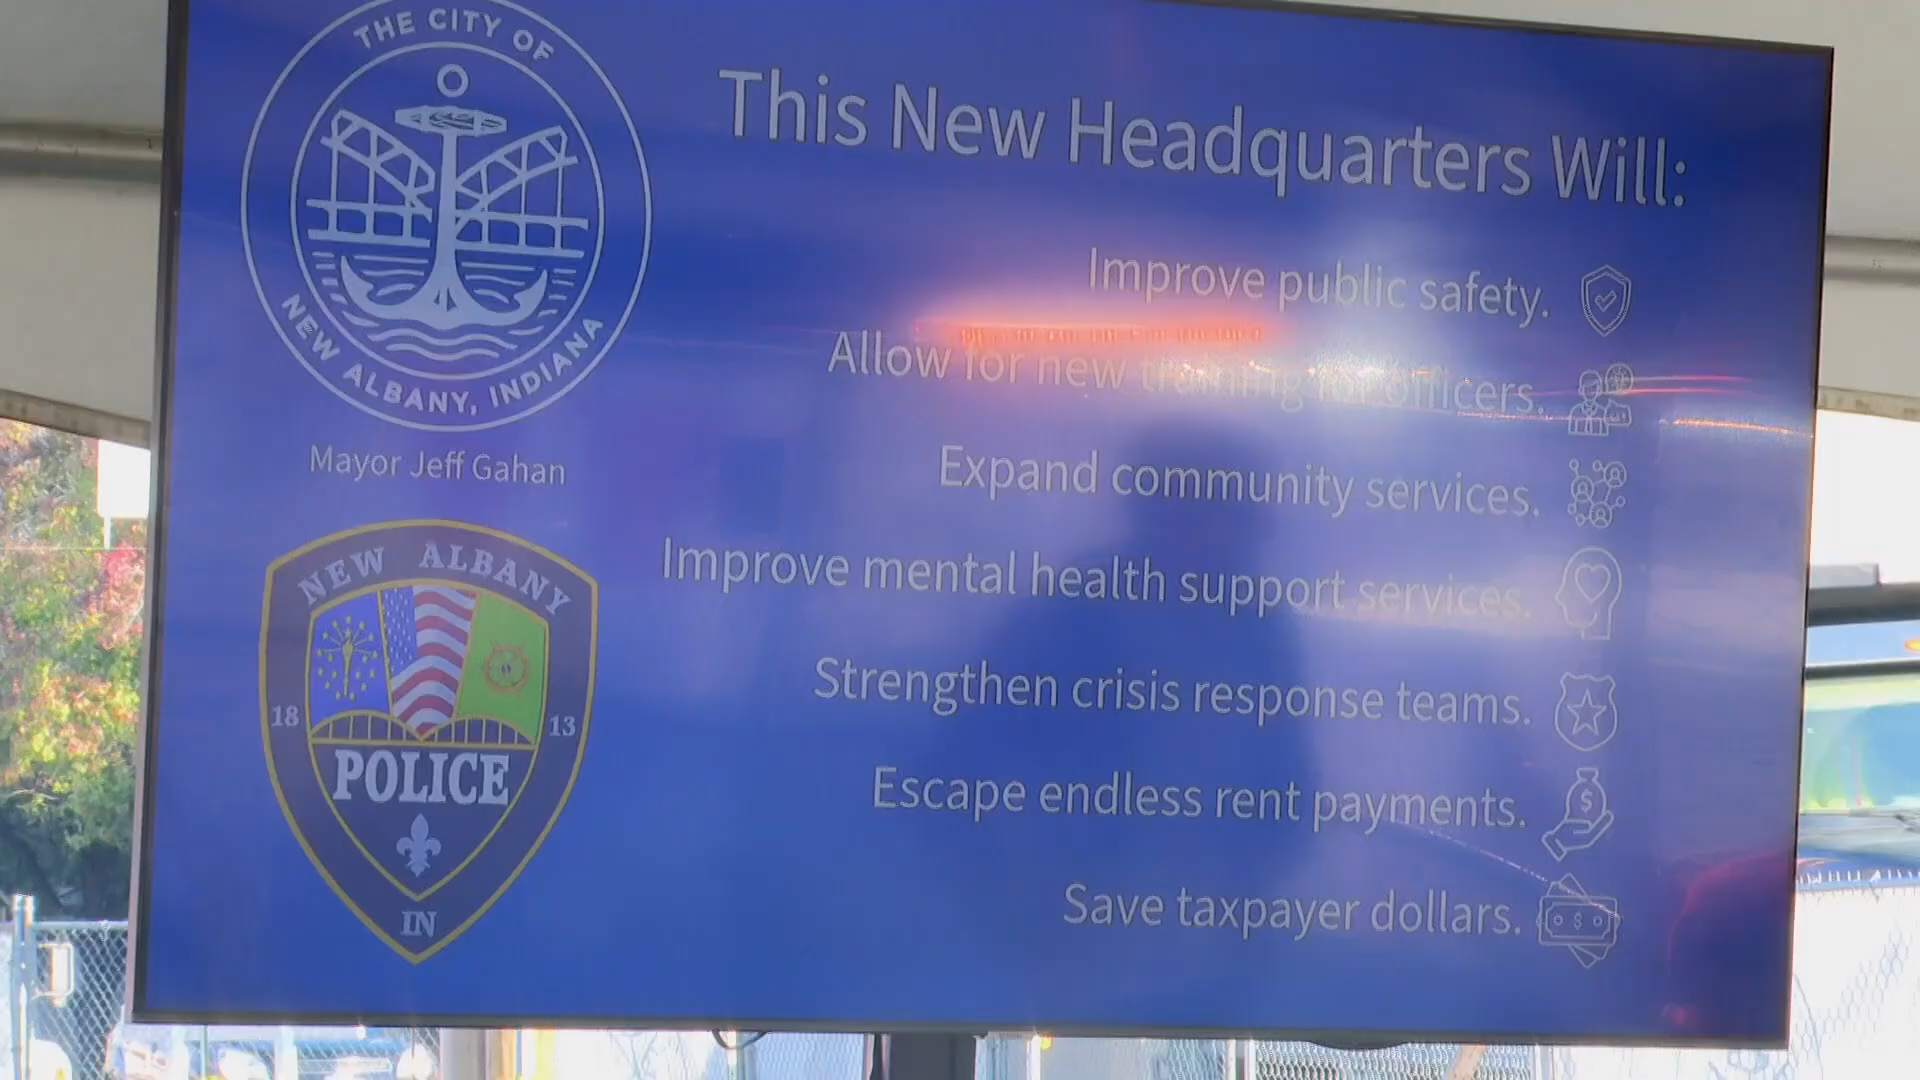 THE CITY OF
NEW ALBANY, INDIANA
Mayor Jeff Gahan
NEW ALBANY
18 13
POLICE
IN
This New Headquarters Will:
Improve public safety.
Allow for new training for officers.
Expand community services.
Improve mental health support services.
Strengthen crisis response teams.
Escape endless rent payments.
Save taxpayer dollars.